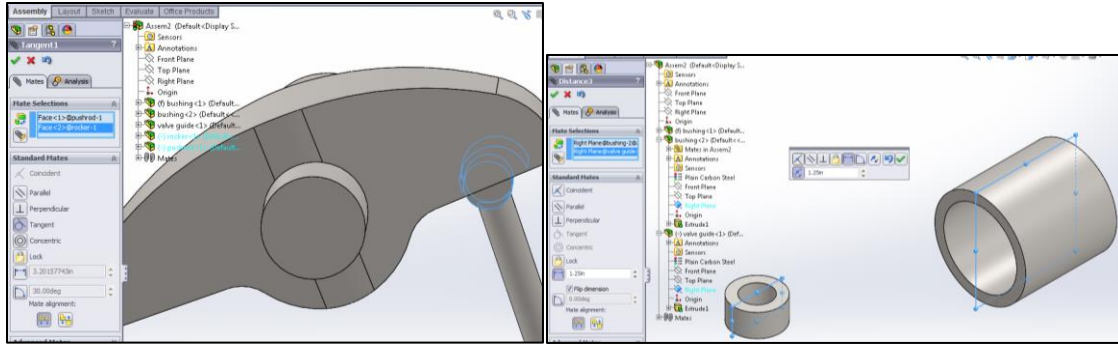 Assembly Layout Sketch Evaluate Office Products
Tangent1 ?
Mates Analysis
Mate Selections
Face<1>@pushrod-1
Face<2>@rocker-1
Standard Mates
Coincident
Parallel
Perpendicular
Tangent
Concentric
Lock
3.20157743in
30.00deg
Mate alignment:
Assem2 (Default<Display S...
Sensors
Annotations
Front Plane
Top Plane
Right Plane
Origin
(f) bushing<1> (Default...
bushing<2> (Default<<...
valve guide<1> (Default...
Mates
Distance3 ?
Mates Analysis
Mate Selections
Right Plane@bushing-2@
Right Plane@valve guide-
Standard Mates
Coincident
Parallel
Perpendicular
Tangent
Concentric
Lock
1.25in
Flip dimension
0.00deg
Mate alignment:
Assem2 (Default<Display S...
Sensors
Annotations
Front Plane
Top Plane
Right Plane
Origin
(f) bushing<1> (Default...
bushing<2> (Default<<...
Mates in Assem2
Annotations
Sensors
Plain Carbon Steel
Front Plane
Top Plane
Right Plane
Origin
Extrude1
(-) valve guide<1> (Def...
Annotations
Sensors
Plain Carbon Steel
Front Plane
Top Plane
Right Plane
Origin
Extrude1
Mates
1.25in